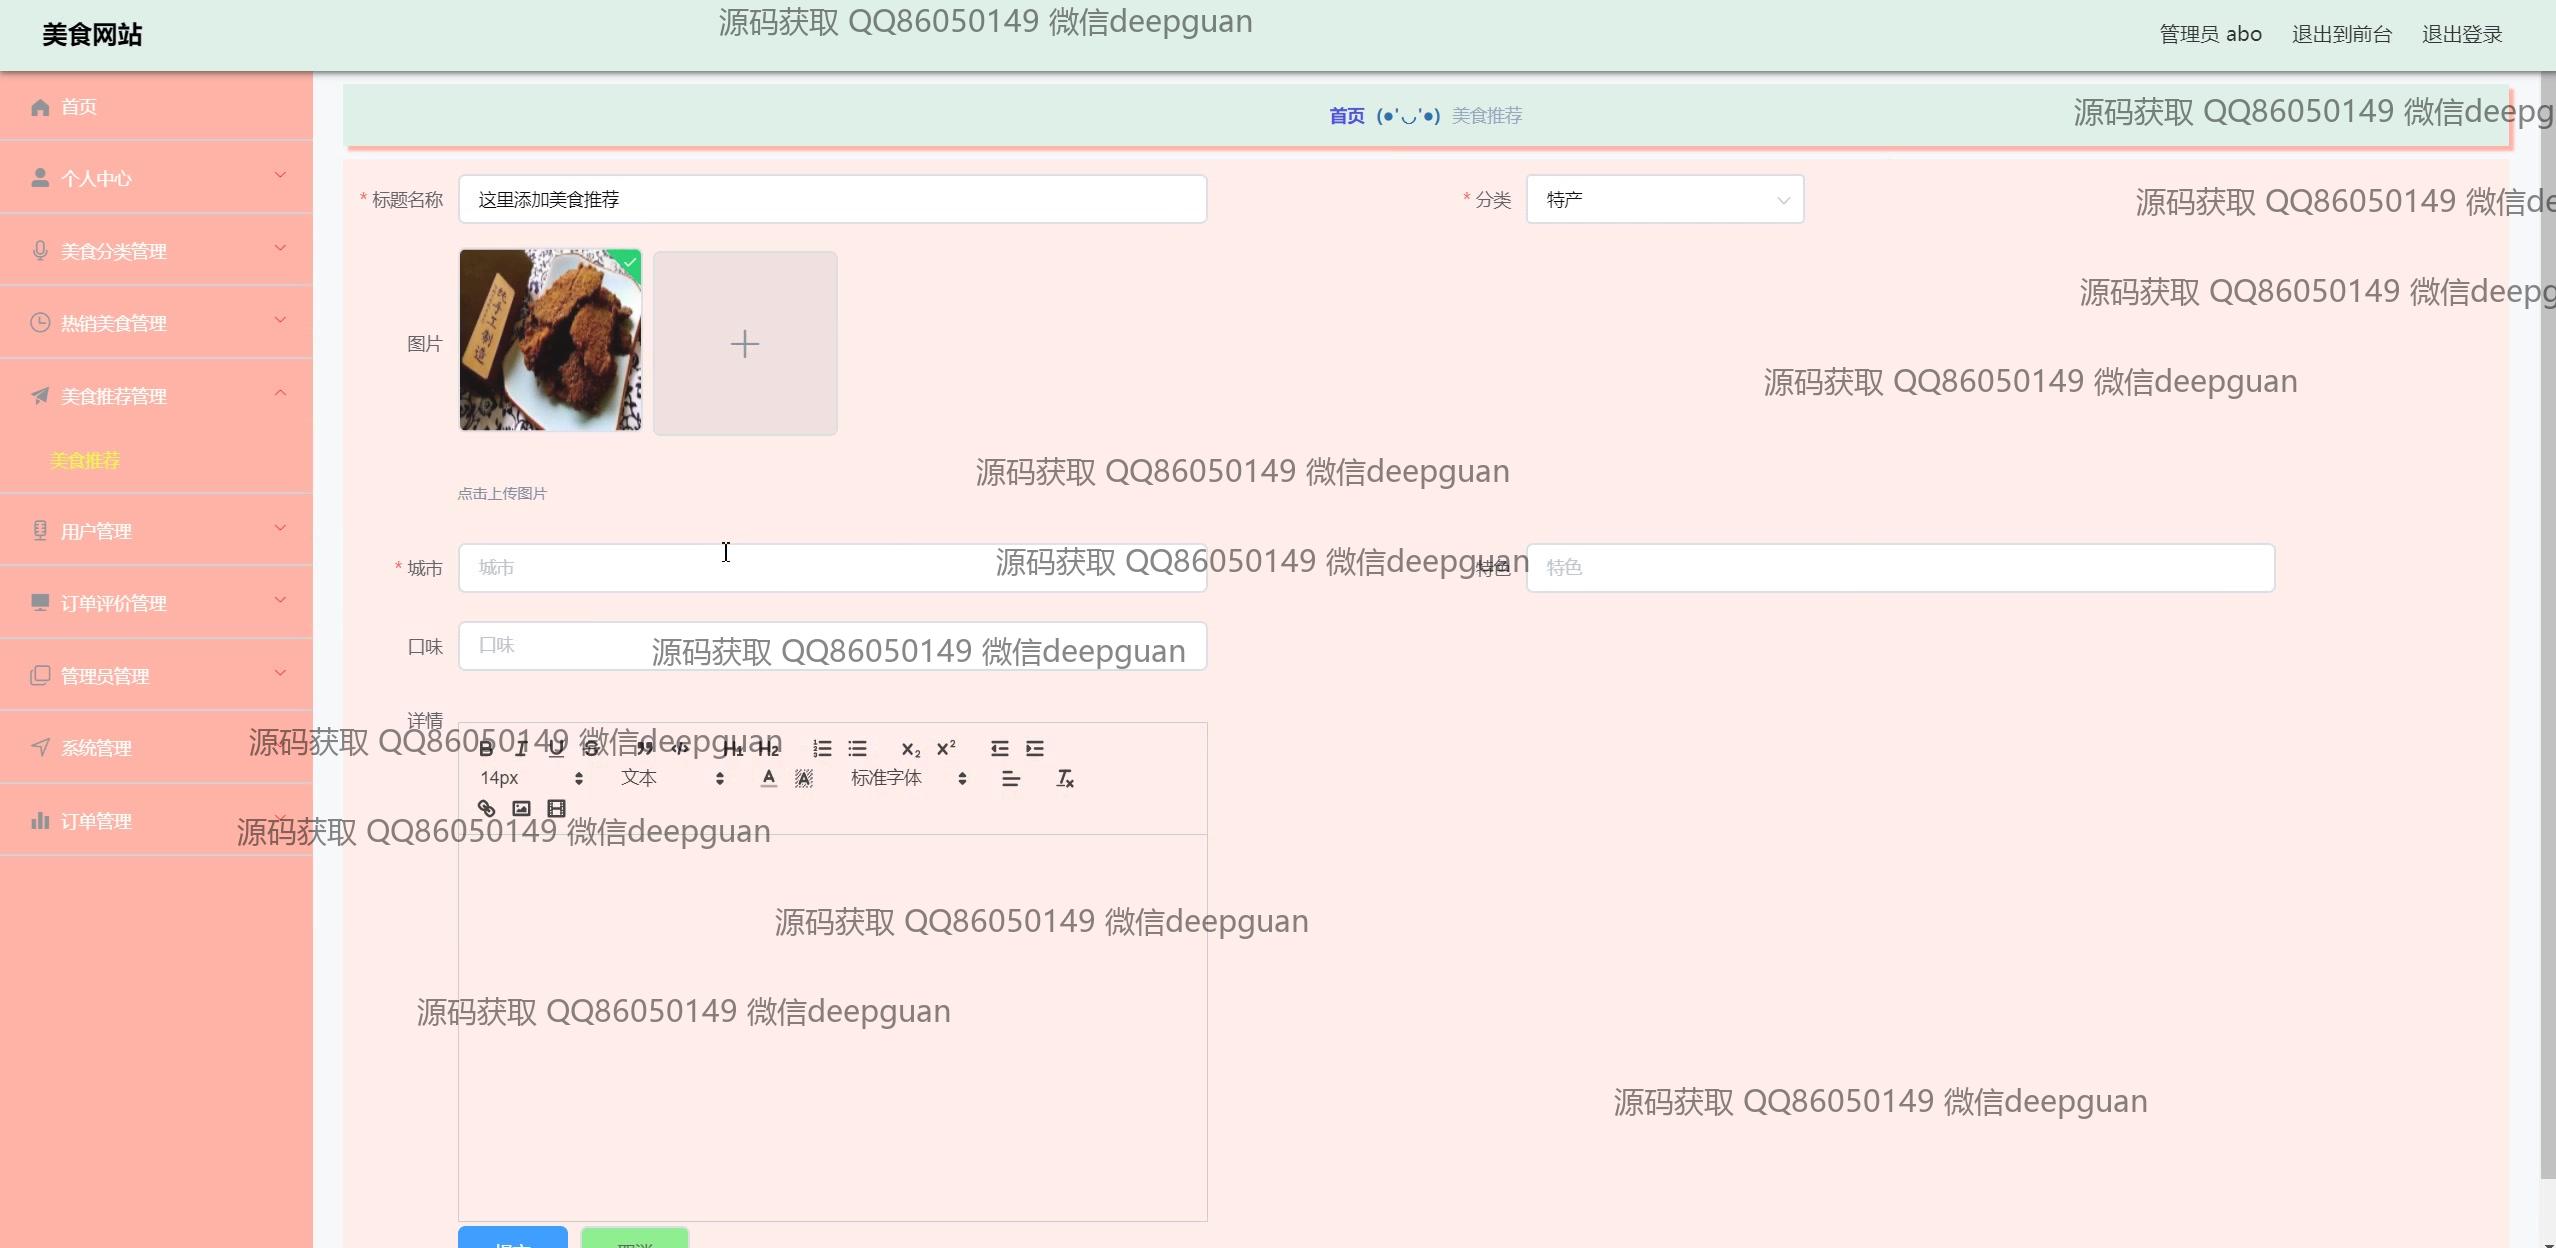 美食网站
源码获取 QQ86050149 微信deepguan
管理员 abo 退出到前台 退出登录
首页
首页 (●'◡'●) 美食推荐
源码获取 QQ86050149 微信deepg
个人中心
* 标题名称 这里添加美食推荐
* 分类 特产
源码获取 QQ86050149 微信de
美食分类管理
源码获取 QQ86050149 微信deepg
热销美食管理
图片
纯手工制造
源码获取 QQ86050149 微信deepguan
美食推荐管理
美食推荐
源码获取 QQ86050149 微信deepguan
点击上传图片
用户管理
* 城市 城市
源码获取 QQ86050149 微信deepguan
特色 特色
订单评价管理
口味 口味
源码获取 QQ86050149 微信deepguan
管理员管理
详情
系统管理
源码获取 QQ86050149 微信deepguan
B I U S ” </> H1 H2 X2 X2
14px 文本 A A 标准字体 Tx
订单管理
源码获取 QQ86050149 微信deepguan
源码获取 QQ86050149 微信deepguan
源码获取 QQ86050149 微信deepguan
源码获取 QQ86050149 微信deepguan
提交 取消